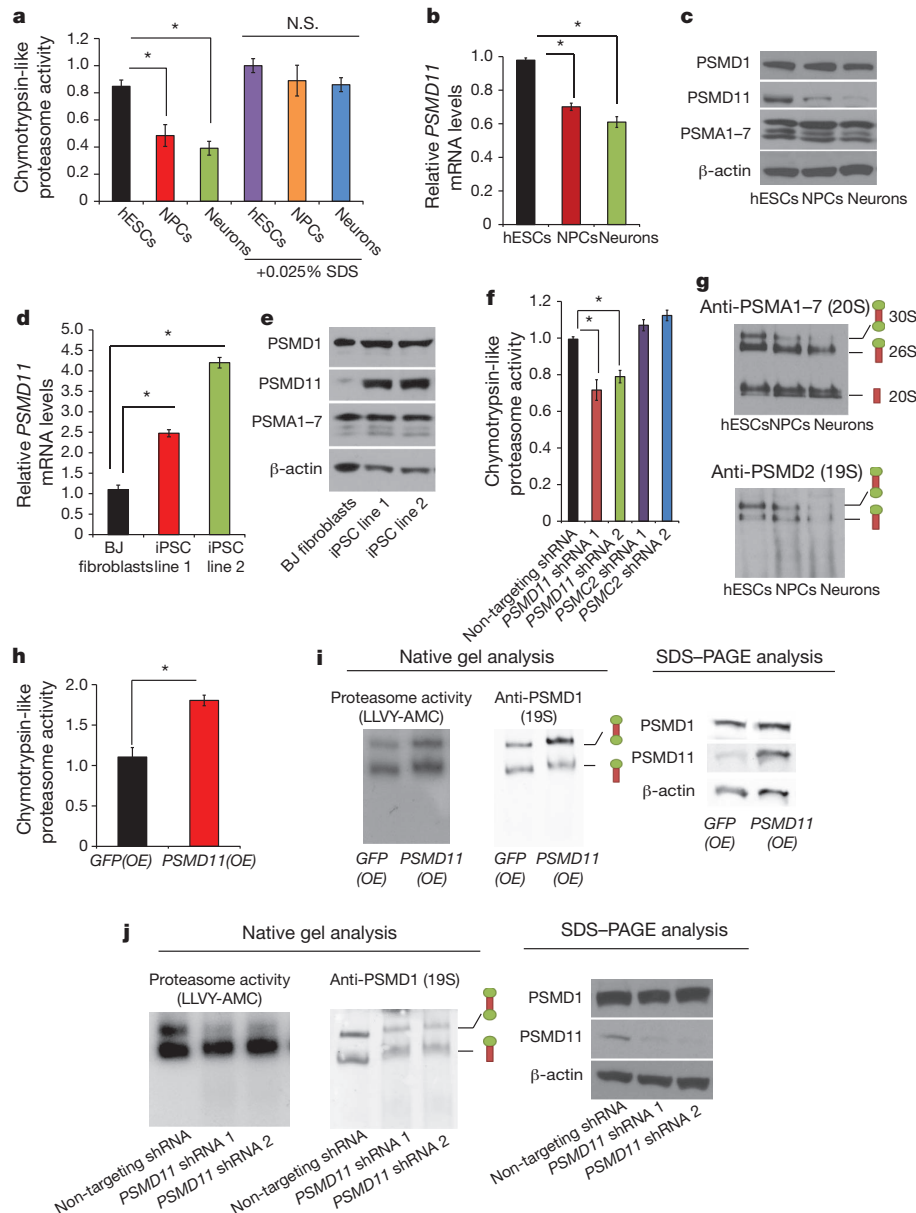 a
Chymotrypsin-like
proteasome activity
1.2
1.0
0.8
0.6
0.4
0.2
0
*
*
N.S.
hESCs
NPCs
Neurons
hESCs
NPCs
Neurons
+0.025% SDS
b
Relative PSMD11
mRNA levels
1.0
0.8
0.6
0.4
0.2
0
*
*
hESCs NPCs Neurons
c
PSMD1
PSMD11
PSMA1–7
β-actin
hESCs NPCs Neurons
d
Relative PSMD11
mRNA levels
5.0
4.5
4.0
3.5
3.0
2.5
2.0
1.5
1.0
0.5
0
*
*
BJ
fibroblasts
iPSC
line 1
iPSC
line 2
e
PSMD1
PSMD11
PSMA1–7
β-actin
BJ fibroblasts
iPSC line 1
iPSC line 2
f
Chymotrypsin-like
proteasome activity
1.2
1.0
0.8
0.6
0.4
0.2
0
*
*
Non-targeting shRNA
PSMD11 shRNA 1
PSMD11 shRNA 2
PSMC2 shRNA 1
PSMC2 shRNA 2
g
Anti-PSMA1–7 (20S)
30S
26S
20S
hESCs NPCs Neurons
Anti-PSMD2 (19S)
hESCs NPCs Neurons
h
Chymotrypsin-like
proteasome activity
2.0
1.5
1.0
0.5
0
*
GFP(OE) PSMD11(OE)
i
Native gel analysis
Proteasome activity
(LLVY-AMC)
GFP
(OE)
PSMD11
(OE)
Anti-PSMD1
(19S)
GFP
(OE)
PSMD11
(OE)
SDS–PAGE analysis
PSMD1
PSMD11
β-actin
GFP
(OE)
PSMD11
(OE)
j
Native gel analysis
Proteasome activity
(LLVY-AMC)
Non-targeting shRNA
PSMD11 shRNA 1
PSMD11 shRNA 2
Anti-PSMD1 (19S)
Non-targeting shRNA
PSMD11 shRNA 1
PSMD11 shRNA 2
SDS–PAGE analysis
PSMD1
PSMD11
β-actin
Non-targeting shRNA
PSMD11 shRNA 1
PSMD11 shRNA 2